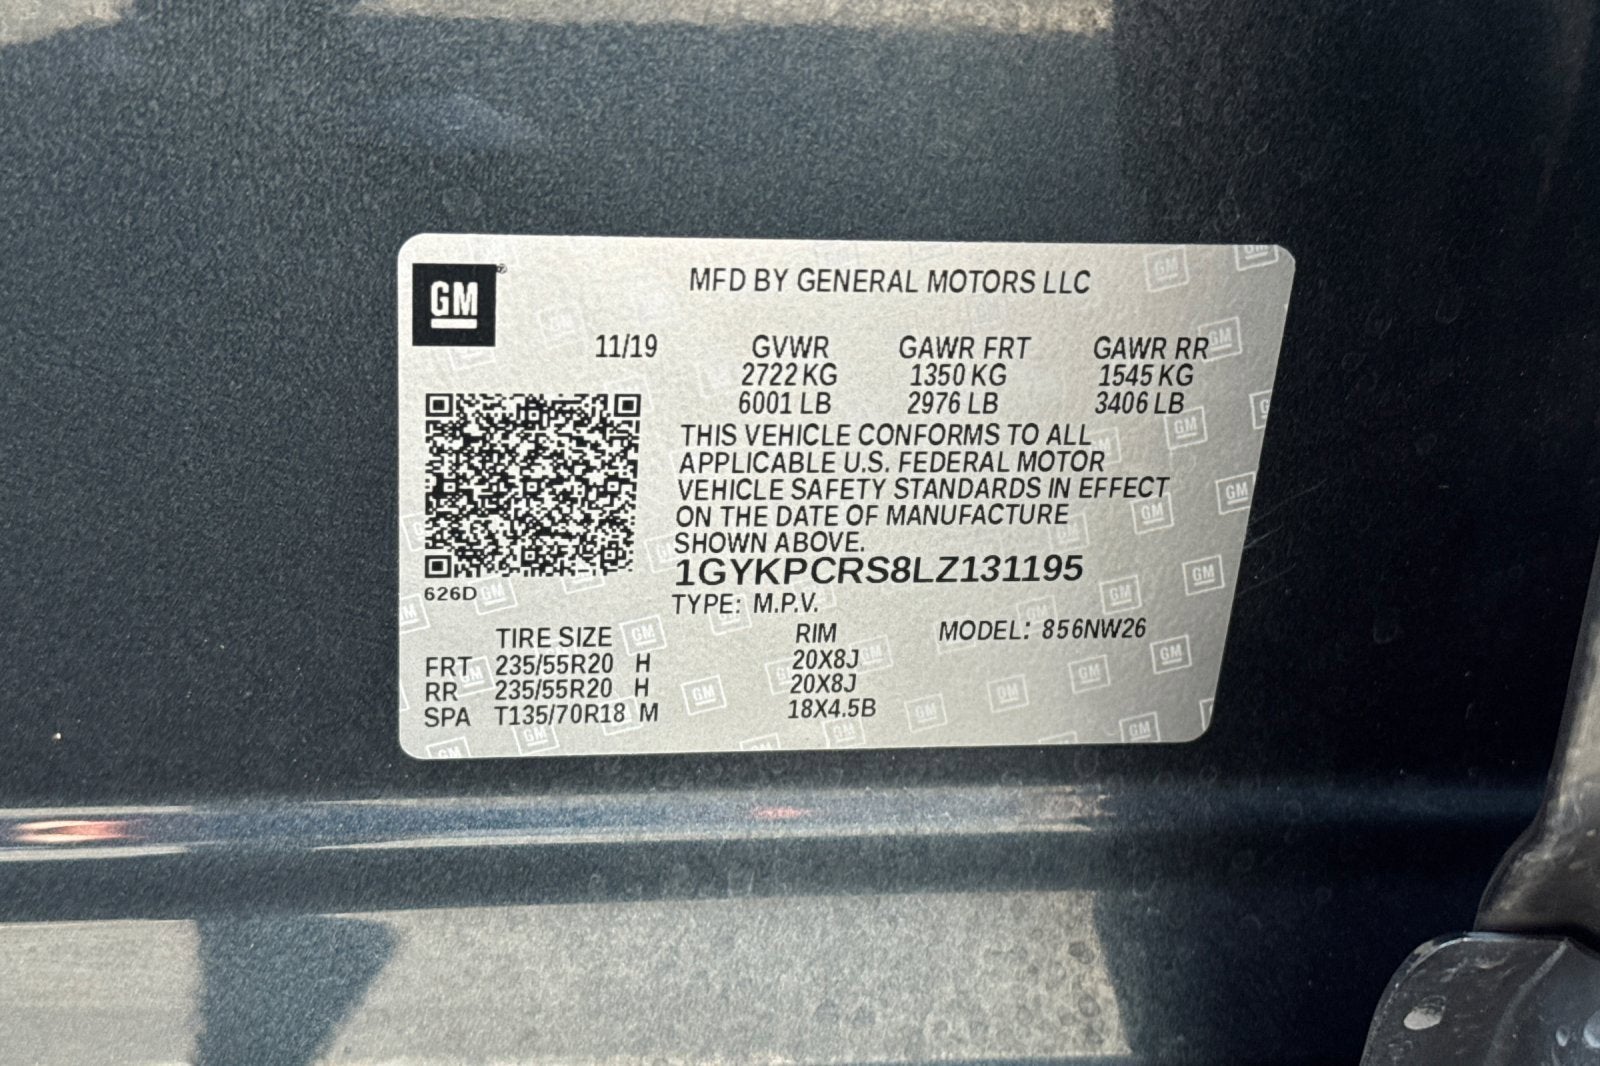 GM
MFD BY GENERAL MOTORS LLC
11/19 GVWR GAWR FRT GAWR RR
2722 KG 1350 KG 1545 KG
6001 LB 2976 LB 3406 LB
THIS VEHICLE CONFORMS TO ALL
APPLICABLE U.S. FEDERAL MOTOR
VEHICLE SAFETY STANDARDS IN EFFECT
ON THE DATE OF MANUFACTURE
SHOWN ABOVE.
1GYKPCRS8LZ131195
626D
TYPE: M.P.V.
TIRE SIZE RIM MODEL: 856NW26
FRT 235/55R20 H 20X8J
RR 235/55R20 H 20X8J
SPA T135/70R18 M 18X4.5B